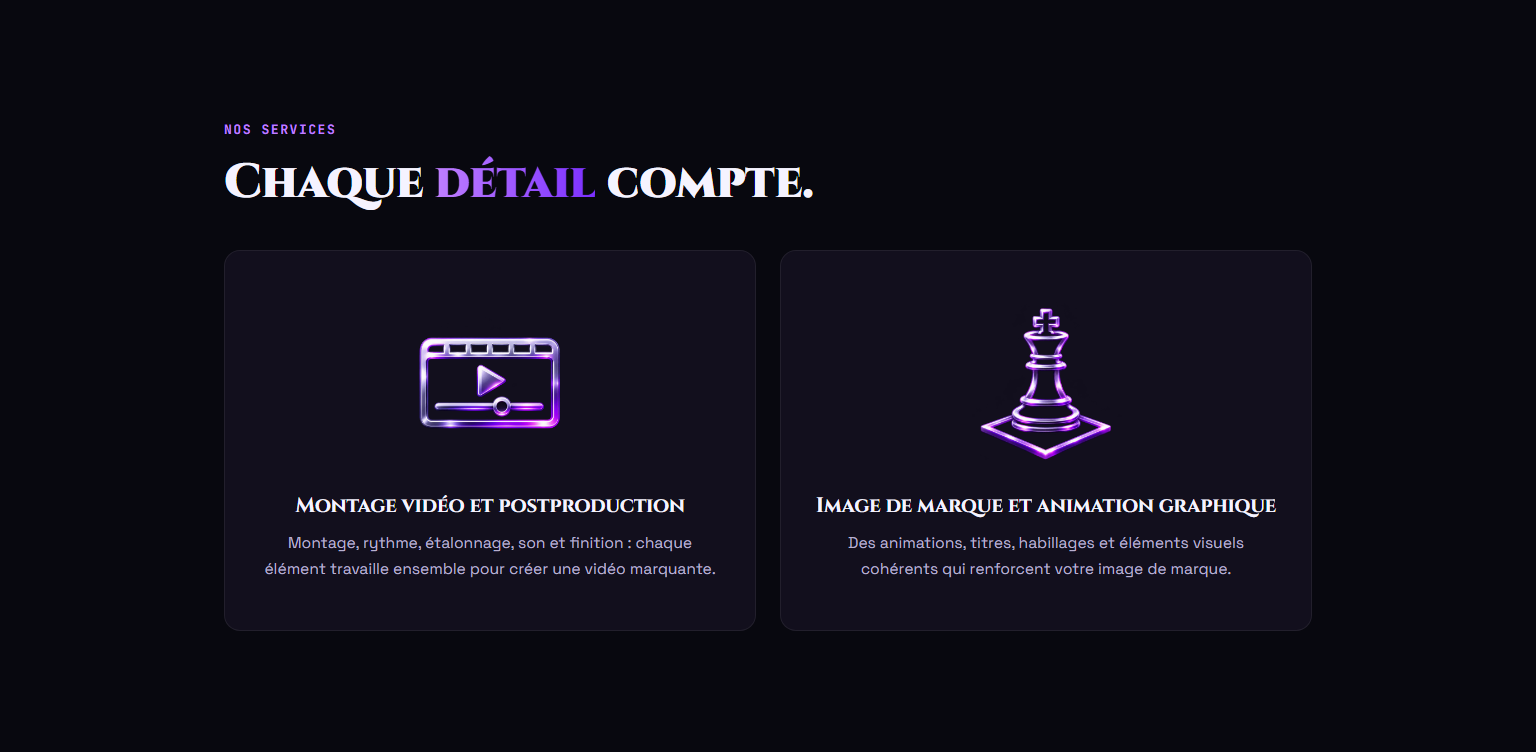 NOS SERVICES
Chaque détail compte.
Montage vidéo et postproduction
Montage, rythme, étalonnage, son et finition : chaque
élément travaille ensemble pour créer une vidéo marquante.
Image de marque et animation graphique
Des animations, titres, habillages et éléments visuels
cohérents qui renforcent votre image de marque.